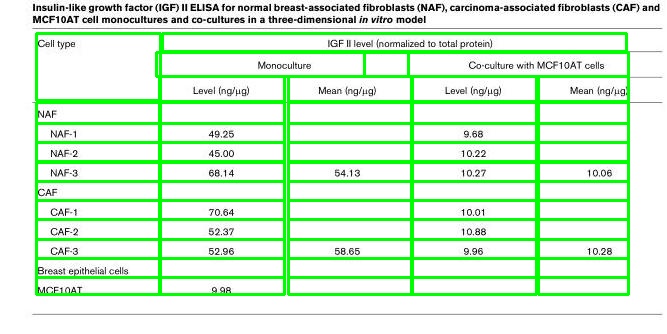 Insulin-like growth factor (IGF) II ELISA for normal breast-associated fibroblasts (NAF), carcinoma-associated fibroblasts (CAF) and
MCF10AT cell monocultures and co-cultures in a three-dimensional in vitro model
Cell type IGF II level (normalized to total protein)
Monoculture Co-culture with MCF10AT cells
Level (ng/μg) Mean (ng/μg) Level (ng/μg) Mean (ng/μg)
NAF
NAF-1 49.25 9.68
NAF-2 45.00 10.22
NAF-3 68.14 54.13 10.27 10.06
CAF
CAF-1 70.64 10.01
CAF-2 52.37 10.88
CAF-3 52.96 58.65 9.96 10.28
Breast epithelial cells
MCF10AT 9.98